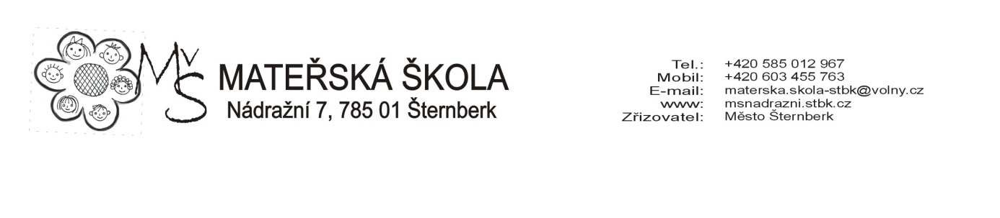 MŠ
MATEŘSKÁ ŠKOLA
Nádražní 7, 785 01 Šternberk
Tel.: +420 585 012 967
Mobil: +420 603 455 763
E-mail: materska.skola-stbk@volny.cz
www: msnadrazni.stbk.cz
Zřizovatel: Město Šternberk